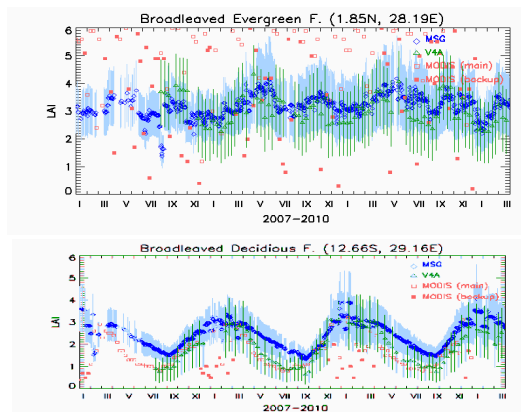 Broadleaved Evergreen F. (1.85N, 28.19E)
6
5
4
3
2
1
0
LAI
MSG
V4A
MODIS (main)
MODIS (backup)
I III V VII IX XI I III V VII IX XI I III V VII IX XI I III
2007-2010
Broadleaved Decidious F. (12.66S, 29.16E)
6
5
4
3
2
1
0
LAI
MSG
V4A
MODIS (main)
MODIS (backup)
I III V VII IX XI I III V VII IX XI I III V VII IX XI I III
2007-2010